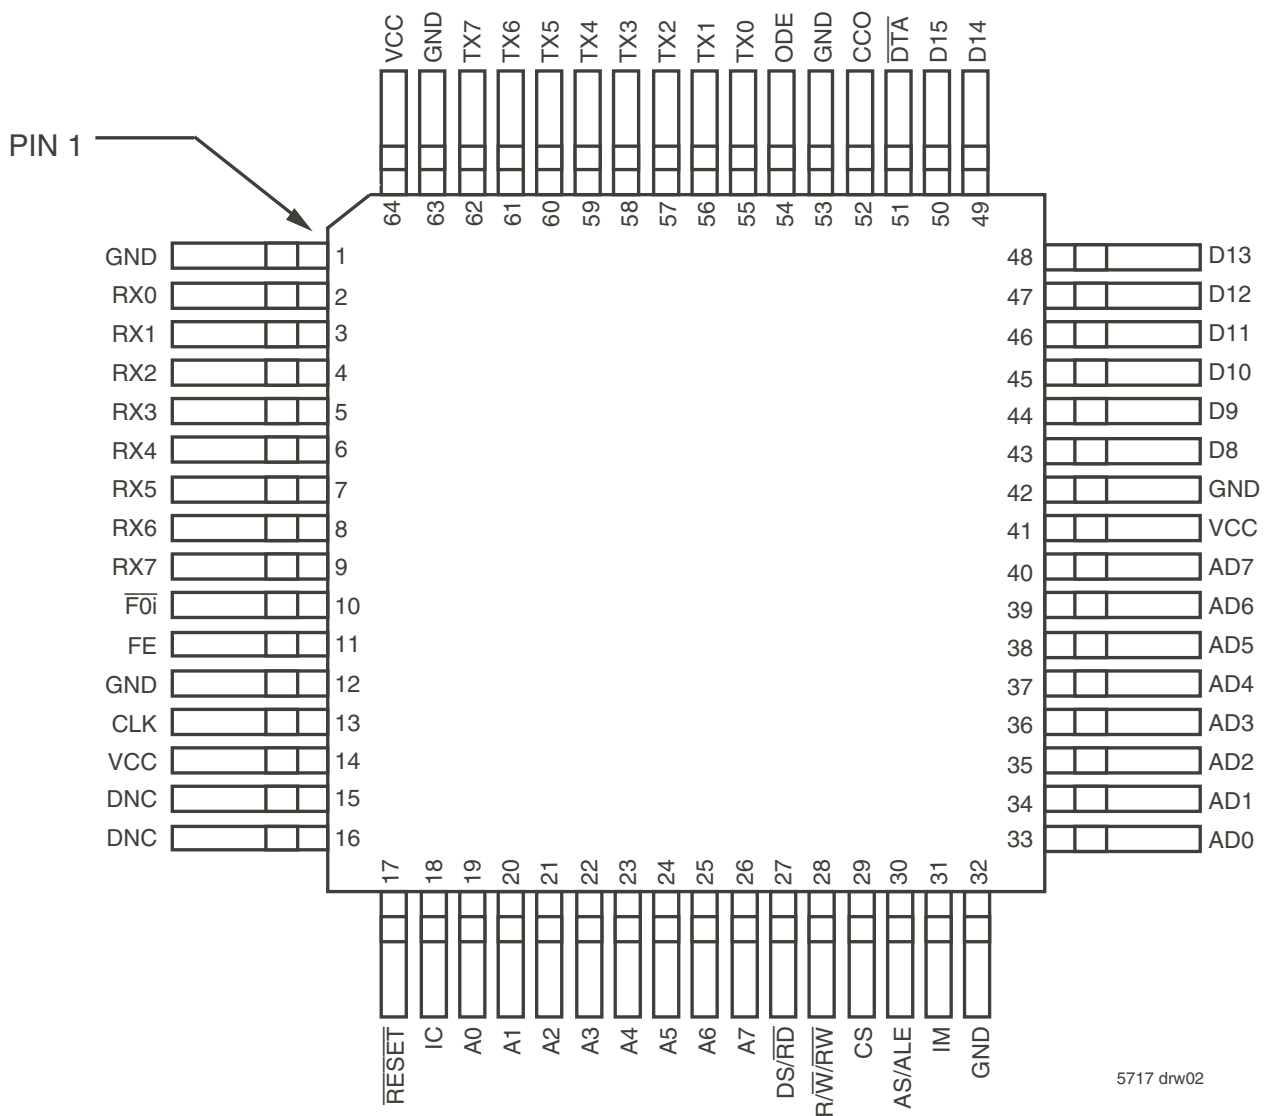 VCC
GND
TX7
TX6
TX5
TX4
TX3
TX2
TX1
TX0
ODE
GND
CCO
D̅T̅A̅
D15
D14
PIN 1
64
63
62
61
60
59
58
57
56
55
54
53
52
51
50
49
GND 1
RX0 2
RX1 3
RX2 4
RX3 5
RX4 6
RX5 7
RX6 8
RX7 9
F̅0̅i̅ 10
FE 11
GND 12
CLK 13
VCC 14
DNC 15
DNC 16
48 D13
47 D12
46 D11
45 D10
44 D9
43 D8
42 GND
41 VCC
40 AD7
39 AD6
38 AD5
37 AD4
36 AD3
35 AD2
34 AD1
33 AD0
17
18
19
20
21
22
23
24
25
26
27
28
29
30
31
32
R̅E̅S̅E̅T̅
IC
A0
A1
A2
A3
A4
A5
A6
A7
DS/R̅D̅
R/W̅/R̅W̅
CS
AS/ALE
IM
GND
5717 drw02